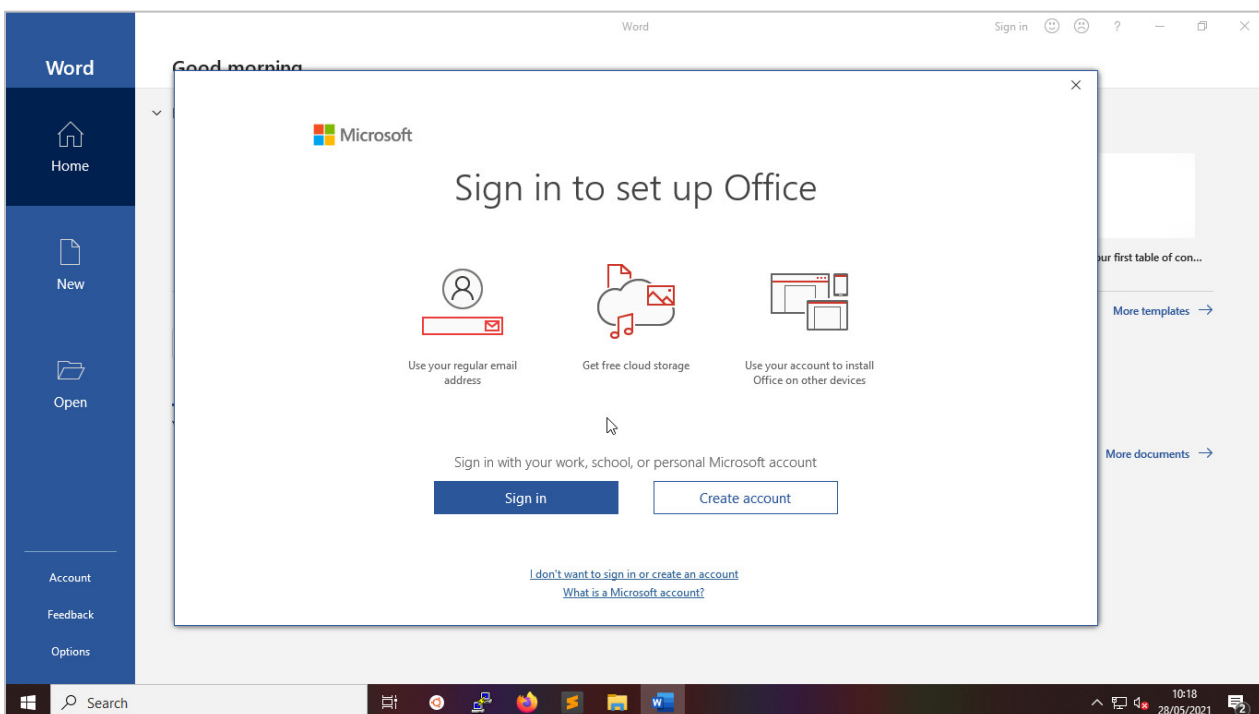 Word
Sign in
?
Word
Good morning
Home
Microsoft
Sign in to set up Office
New
our first table of con...
More templates
Use your regular email
address
Get free cloud storage
Use your account to install
Office on other devices
Open
Sign in with your work, school, or personal Microsoft account
More documents
Sign in
Create account
I don't want to sign in or create an account
What is a Microsoft account?
Account
Feedback
Options
Search
10:18
28/05/2021
2